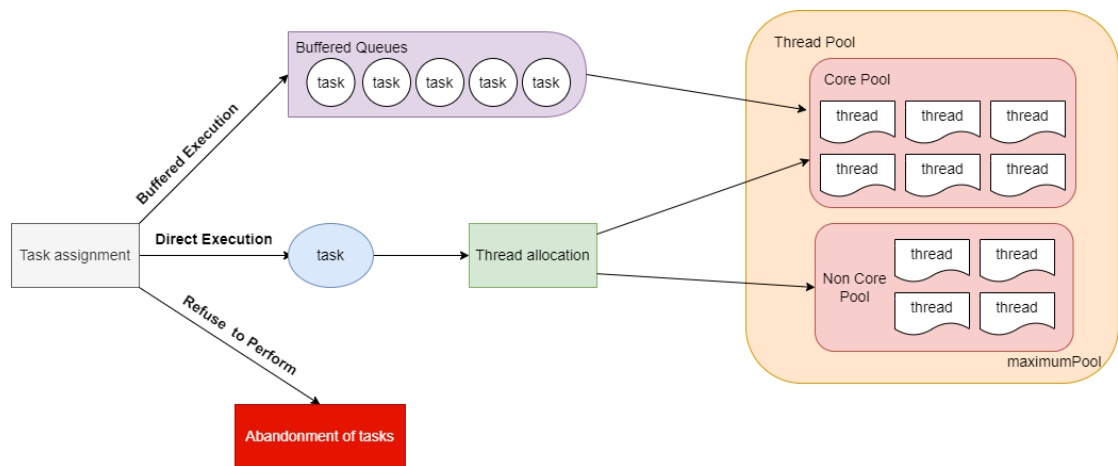 Buffered Queues
task
task
task
task
task
Buffered Execution
Task assignment
Direct Execution
task
Thread allocation
Refuse to Perform
Abandonment of tasks
Thread Pool
Core Pool
thread
thread
thread
thread
thread
thread
Non Core
Pool
thread
thread
thread
thread
maximumPool